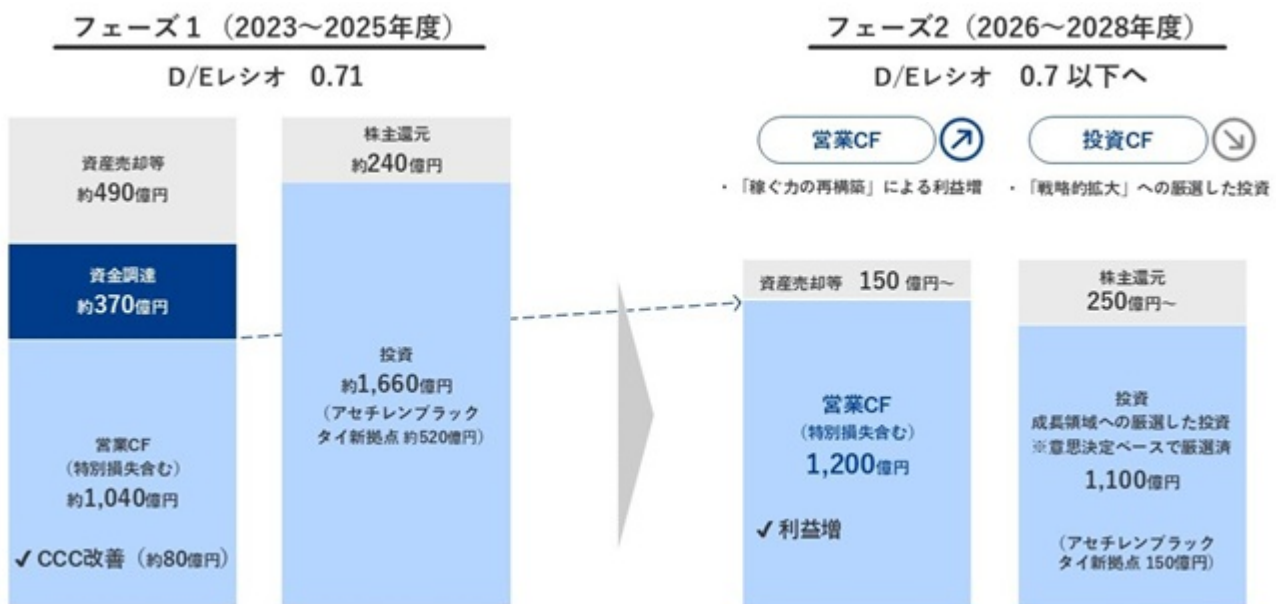 フェーズ1（2023～2025年度）
D/Eレシオ 0.71
資産売却等
約490億円
資金調達
約370億円
営業CF
（特別損失含む）
約1,040億円
✓ CCC改善（約80億円）
株主還元
約240億円
投資
約1,660億円
（アセチレンブラック
タイ新拠点 約520億円）
フェーズ2（2026～2028年度）
D/Eレシオ 0.7 以下へ
営業CF
・「稼ぐ力の再構築」による利益増
投資CF
・「戦略的拡大」への厳選した投資
資産売却等 150 億円～
営業CF
（特別損失含む）
1,200億円
✓ 利益増
株主還元
250億円～
投資
成長領域への厳選した投資
※意思決定ベースで厳選済
1,100億円
（アセチレンブラック
タイ新拠点 150億円）